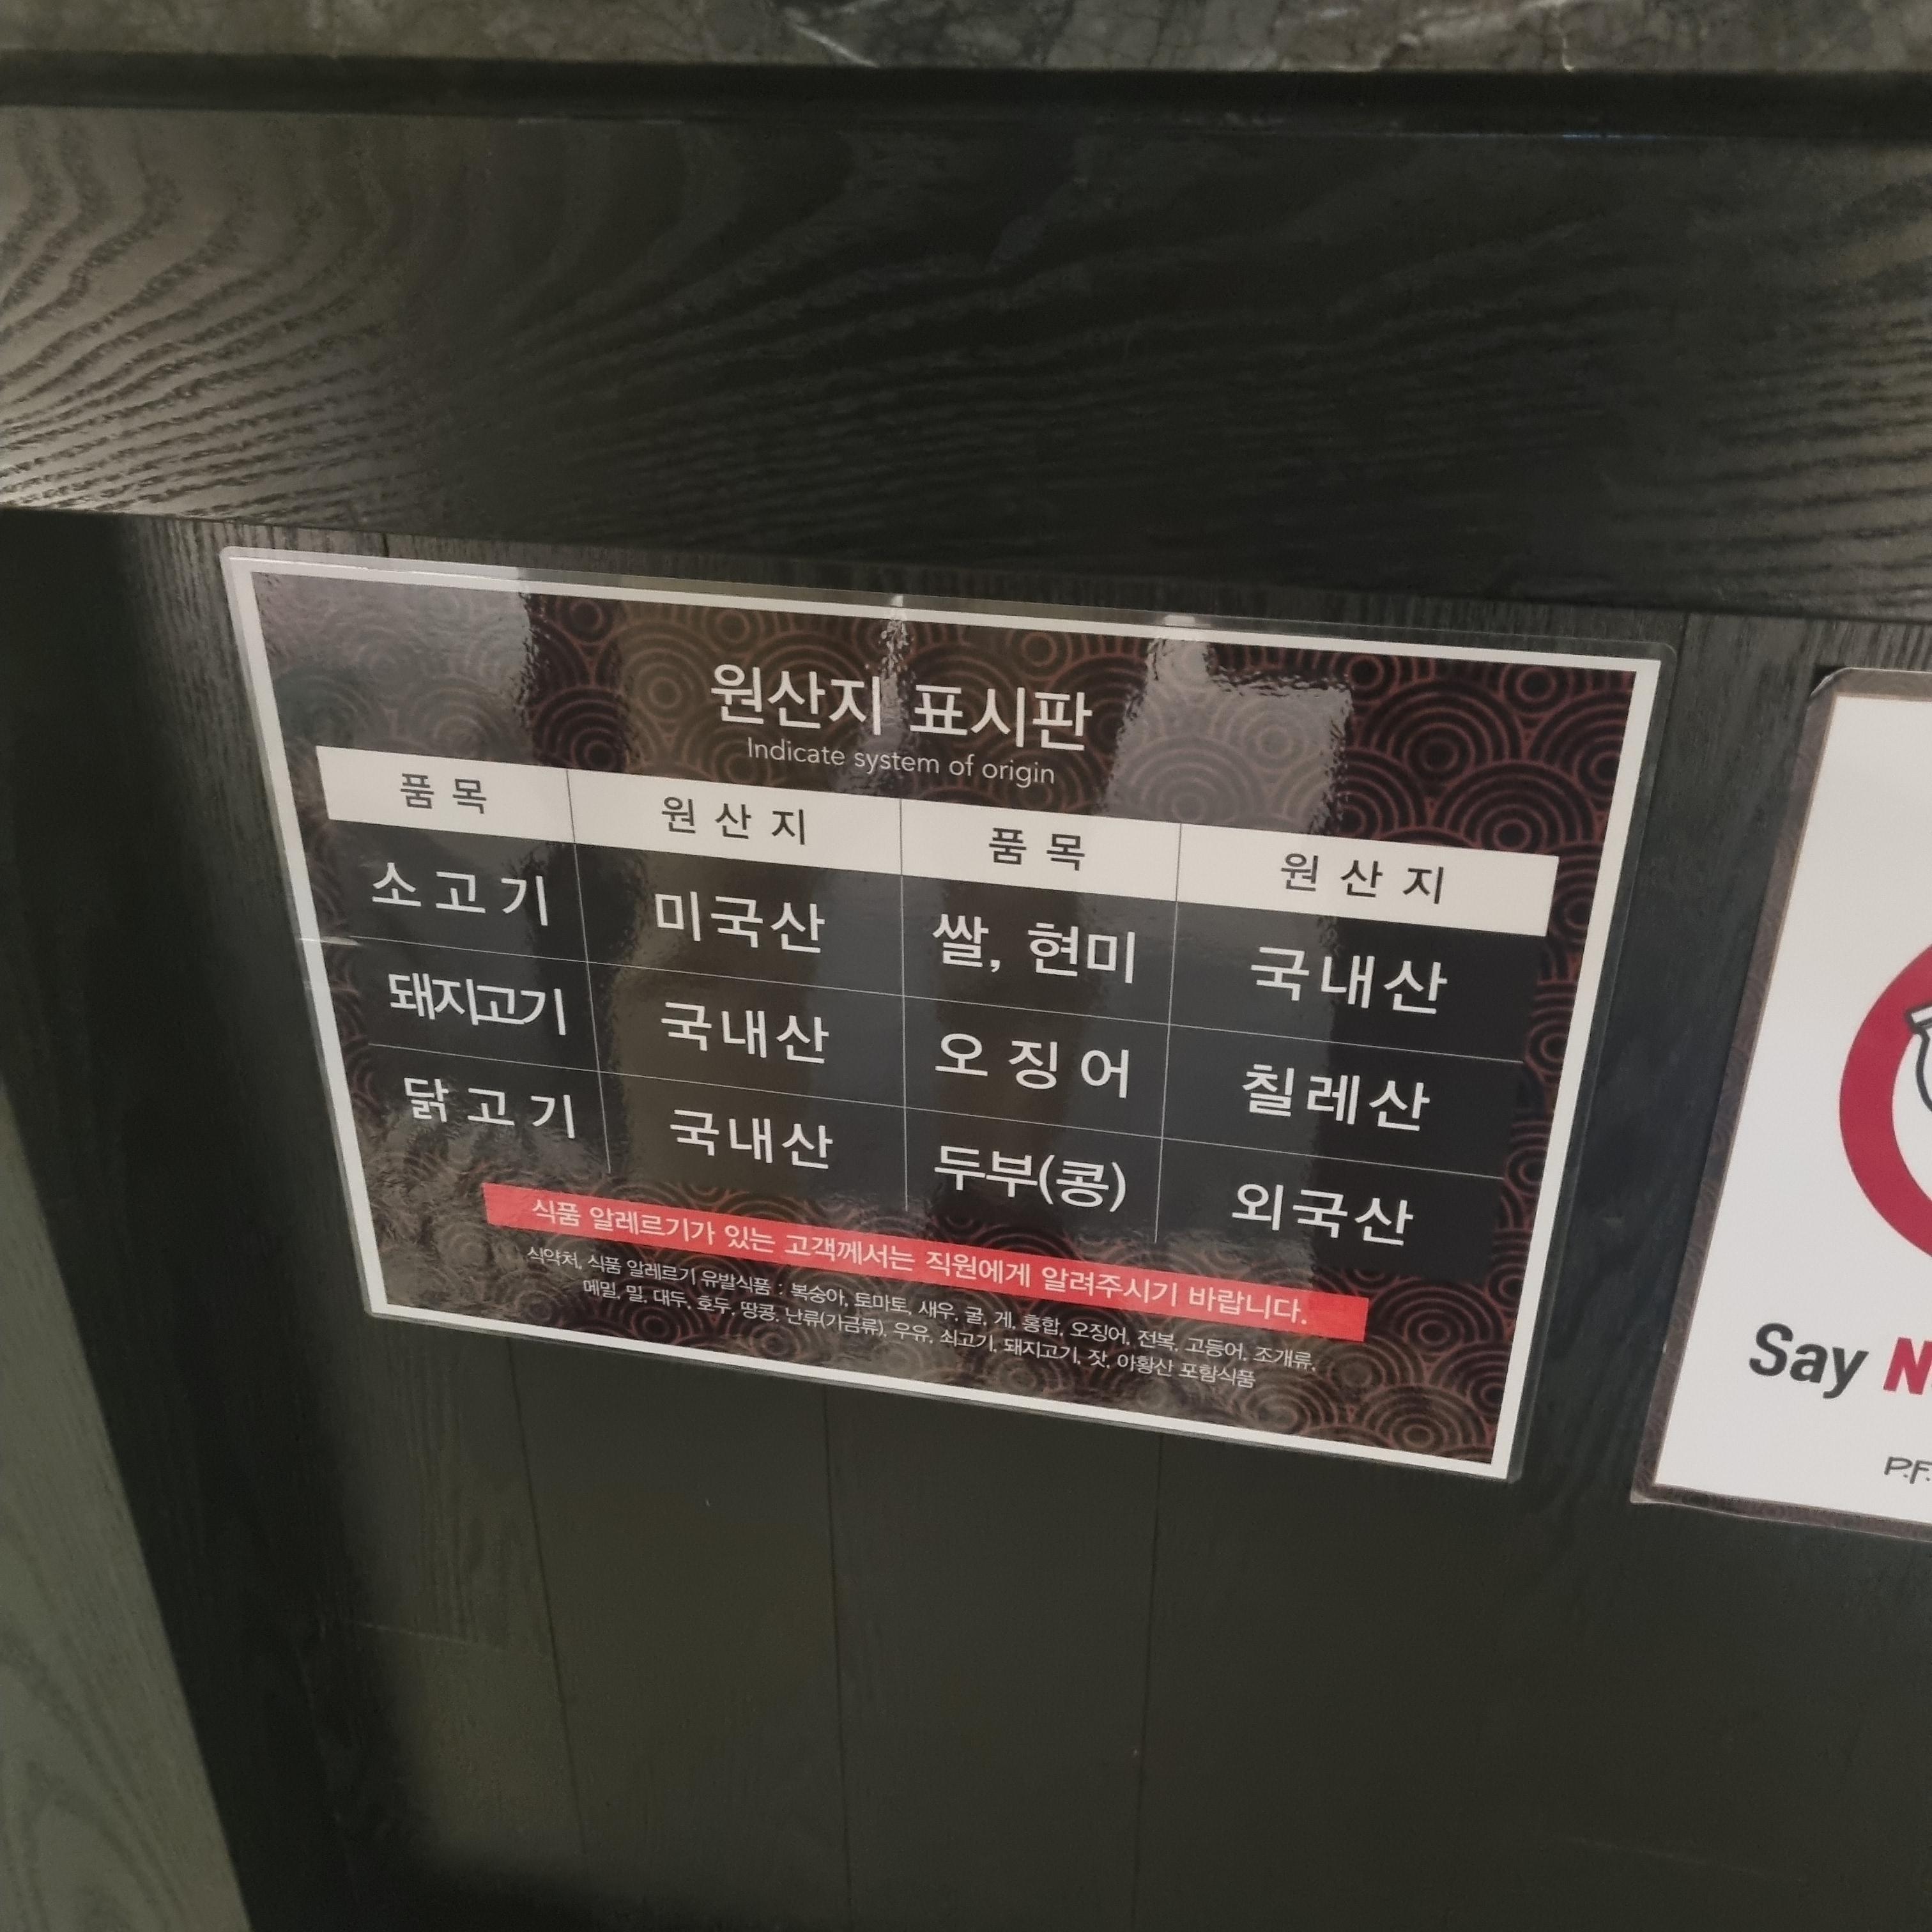 원산지 표시판
Indicate system of origin
품목 원산지 품목 원산지
소고기 미국산 쌀, 현미 국내산
돼지고기 국내산 오징어 칠레산
닭고기 국내산 두부(콩) 외국산
식품 알레르기가 있는 고객께서는 직원에게 알려주시기 바랍니다.
식약처, 식품 알레르기 유발식품 : 복숭아, 토마토, 새우, 굴, 게, 홍합, 오징어, 전복, 고등어, 조개류,
메밀, 밀, 대두, 호두, 땅콩, 난류(가금류), 우유, 쇠고기, 돼지고기, 잣, 아황산 포함식품
Say
P.F.